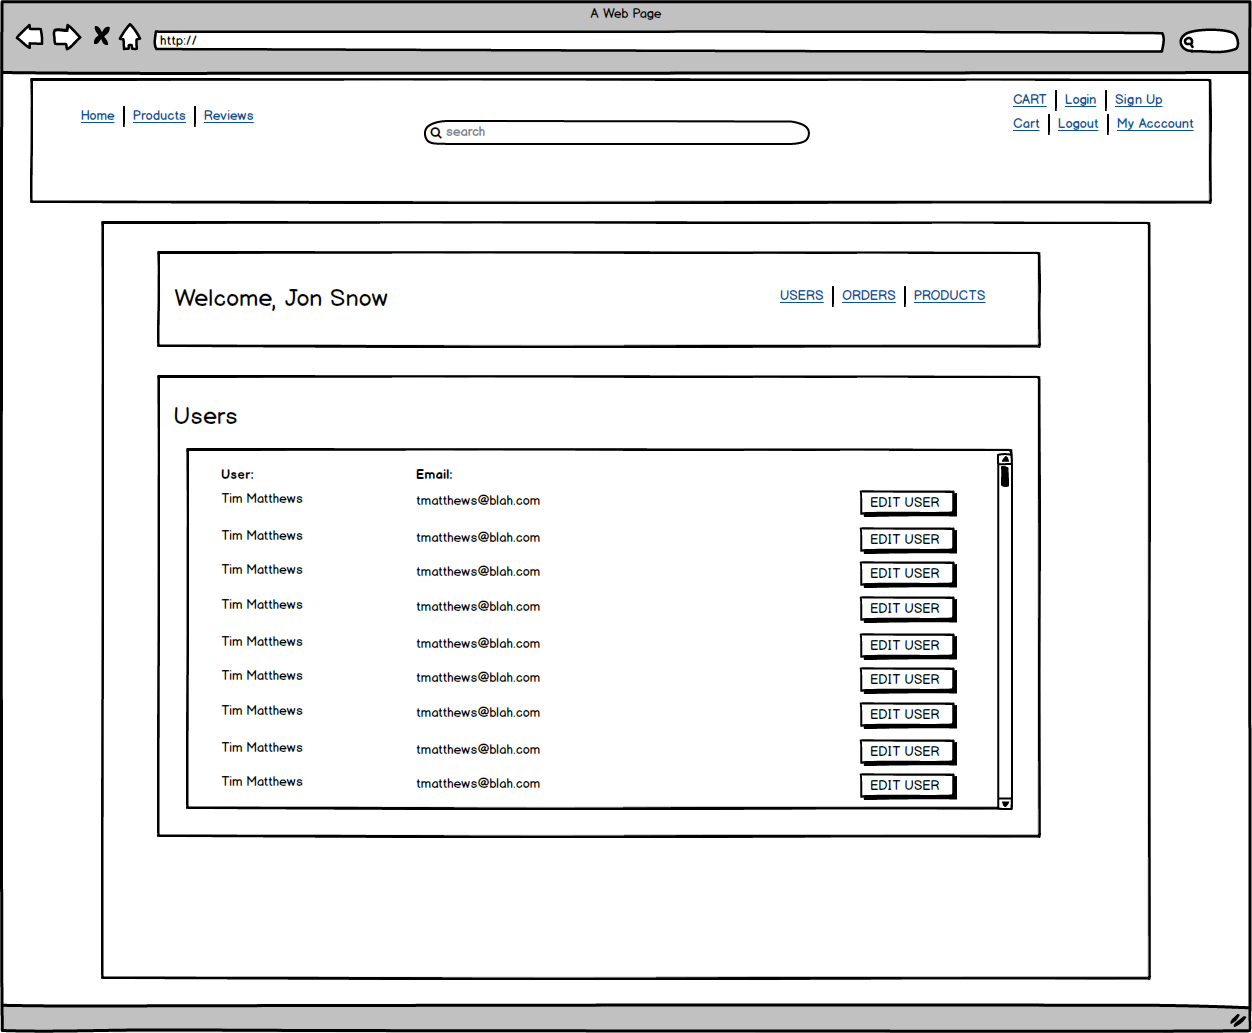 A Web Page
http://
Home | Products | Reviews
search
CART | Login | Sign Up
Cart | Logout | My Acccount
Welcome, Jon Snow
USERS | ORDERS | PRODUCTS
Users
User: Email:
Tim Matthews tmatthews@blah.com EDIT USER
Tim Matthews tmatthews@blah.com EDIT USER
Tim Matthews tmatthews@blah.com EDIT USER
Tim Matthews tmatthews@blah.com EDIT USER
Tim Matthews tmatthews@blah.com EDIT USER
Tim Matthews tmatthews@blah.com EDIT USER
Tim Matthews tmatthews@blah.com EDIT USER
Tim Matthews tmatthews@blah.com EDIT USER
Tim Matthews tmatthews@blah.com EDIT USER